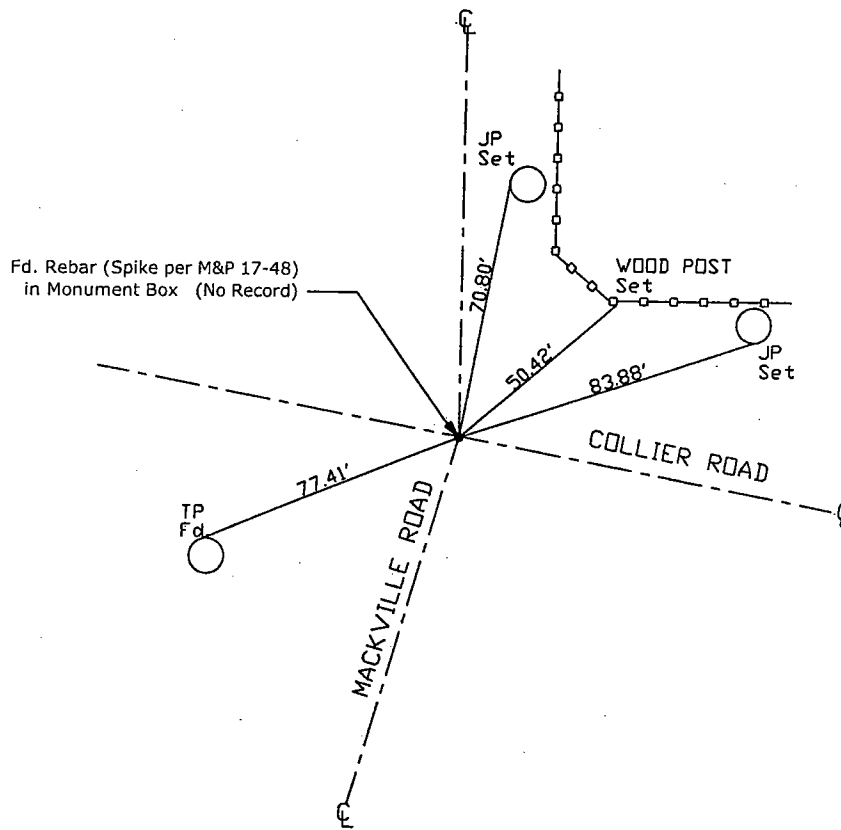 ℄
JP
Set
Fd. Rebar (Spike per M&P 17-48)
in Monument Box (No Record)
WOOD POST
Set
70.80'
50.42'
83.88'
JP
Set
COLLIER ROAD
77.41'
TP
Fd.
MACKVILLE ROAD
℄
℄